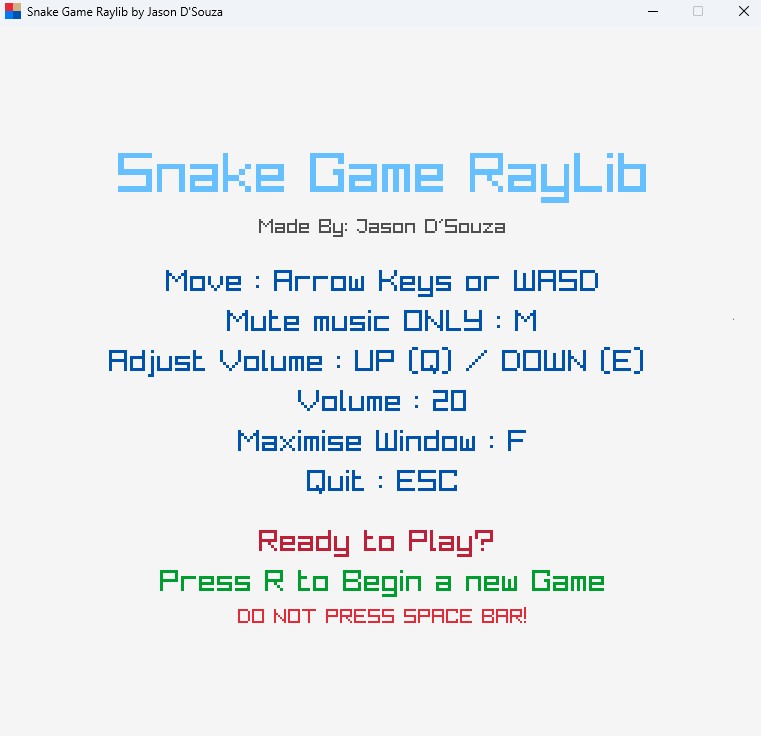 Snake Game Raylib by Jason D'Souza
Snake Game RayLib
Made By: Jason D'Souza
Move : Arrow Keys or WASD
Mute music ONLY : M
Adjust Volume : UP (Q) / DOWN (E)
Volume : 20
Maximise Window : F
Quit : ESC
Ready to Play?
Press R to Begin a new Game
DO NOT PRESS SPACE BAR!